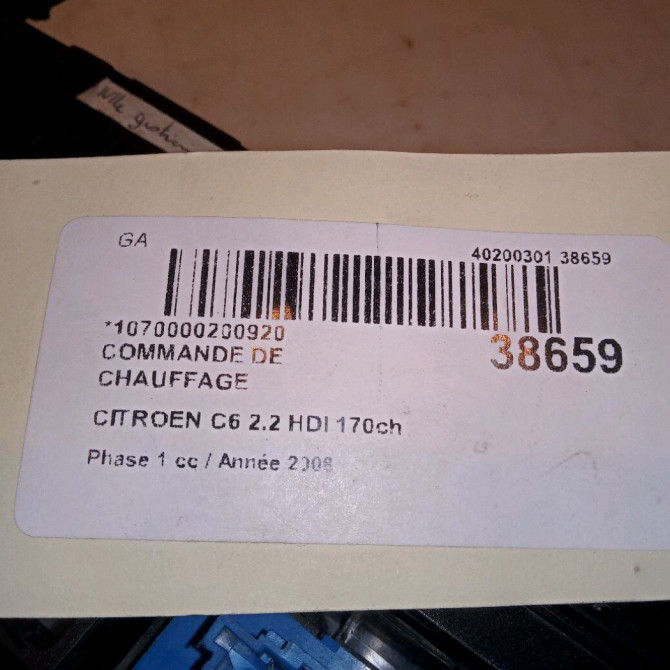 GA
40200301 38659
*1070000200920
38659
COMMANDE DE
CHAUFFAGE
CITROEN C6 2.2 HDI 170ch
Phase 1 cc / Année 2008